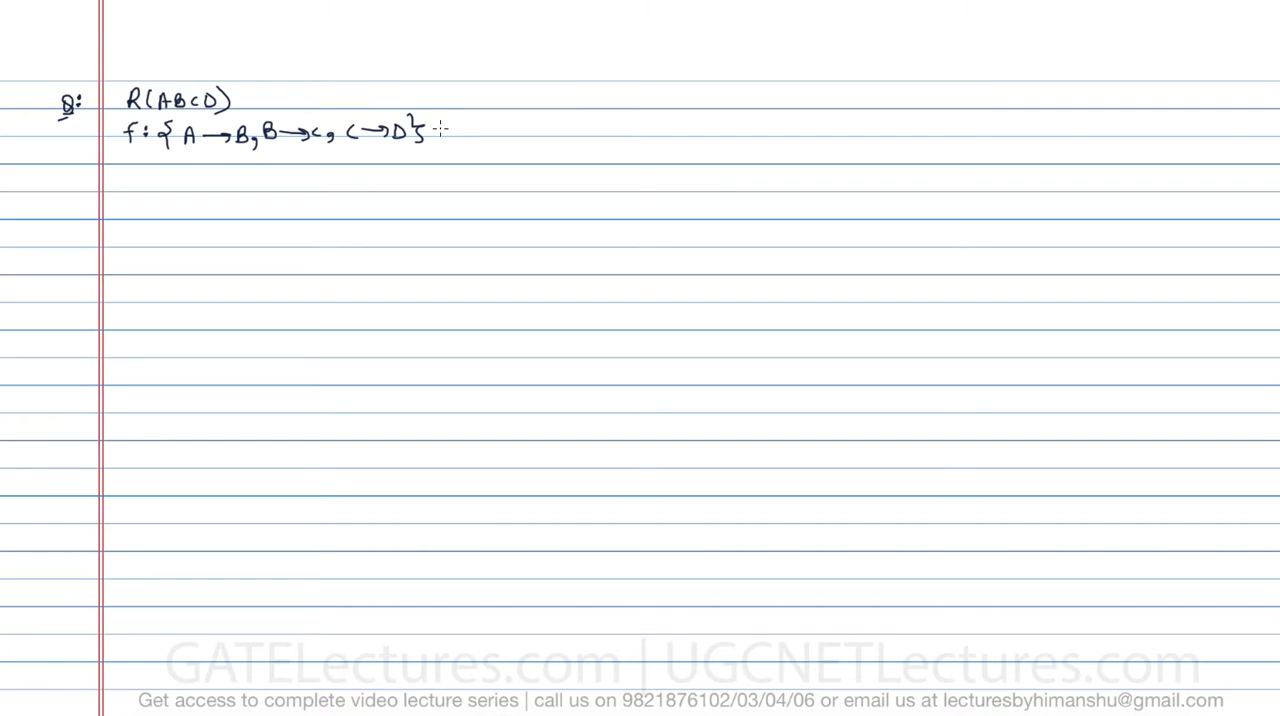 Q: R(ABCD)
f: { A → B, B → C, C → D }
GATELectures.com | UGCNETLectures.com
Get access to complete video lecture series | call us on 9821876102/03/04/06 or email us at lecturesbyhimanshu@gmail.com